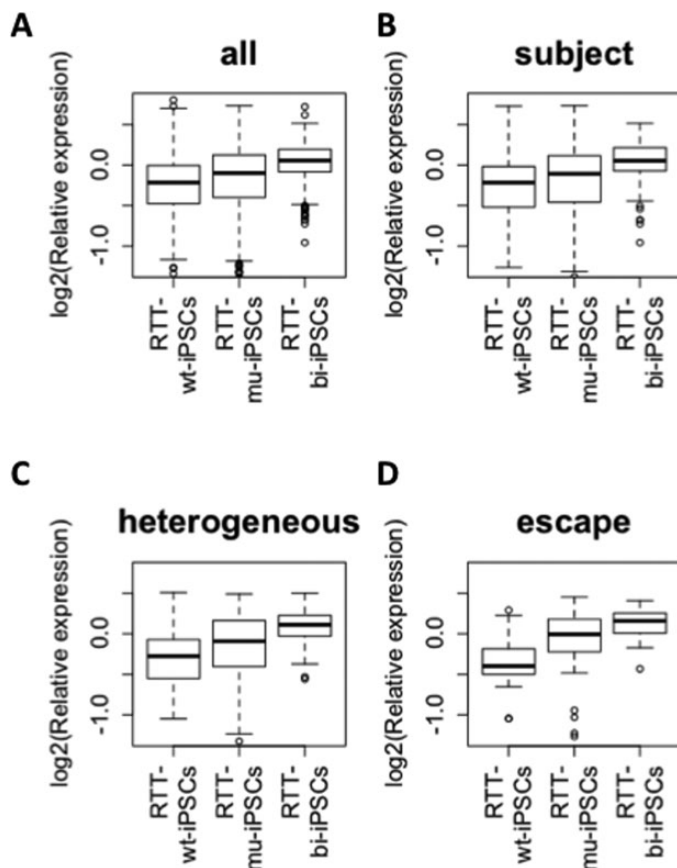 A
all
log2(Relative expression)
0.0
-1.0
RTT-
wt-iPSCs
RTT-
mu-iPSCs
RTT-
bi-iPSCs
B
subject
log2(Relative expression)
0.0
-1.0
RTT-
wt-iPSCs
RTT-
mu-iPSCs
RTT-
bi-iPSCs
C
heterogeneous
log2(Relative expression)
0.0
-1.0
RTT-
wt-iPSCs
RTT-
mu-iPSCs
RTT-
bi-iPSCs
D
escape
log2(Relative expression)
0.0
-1.0
RTT-
wt-iPSCs
RTT-
mu-iPSCs
RTT-
bi-iPSCs